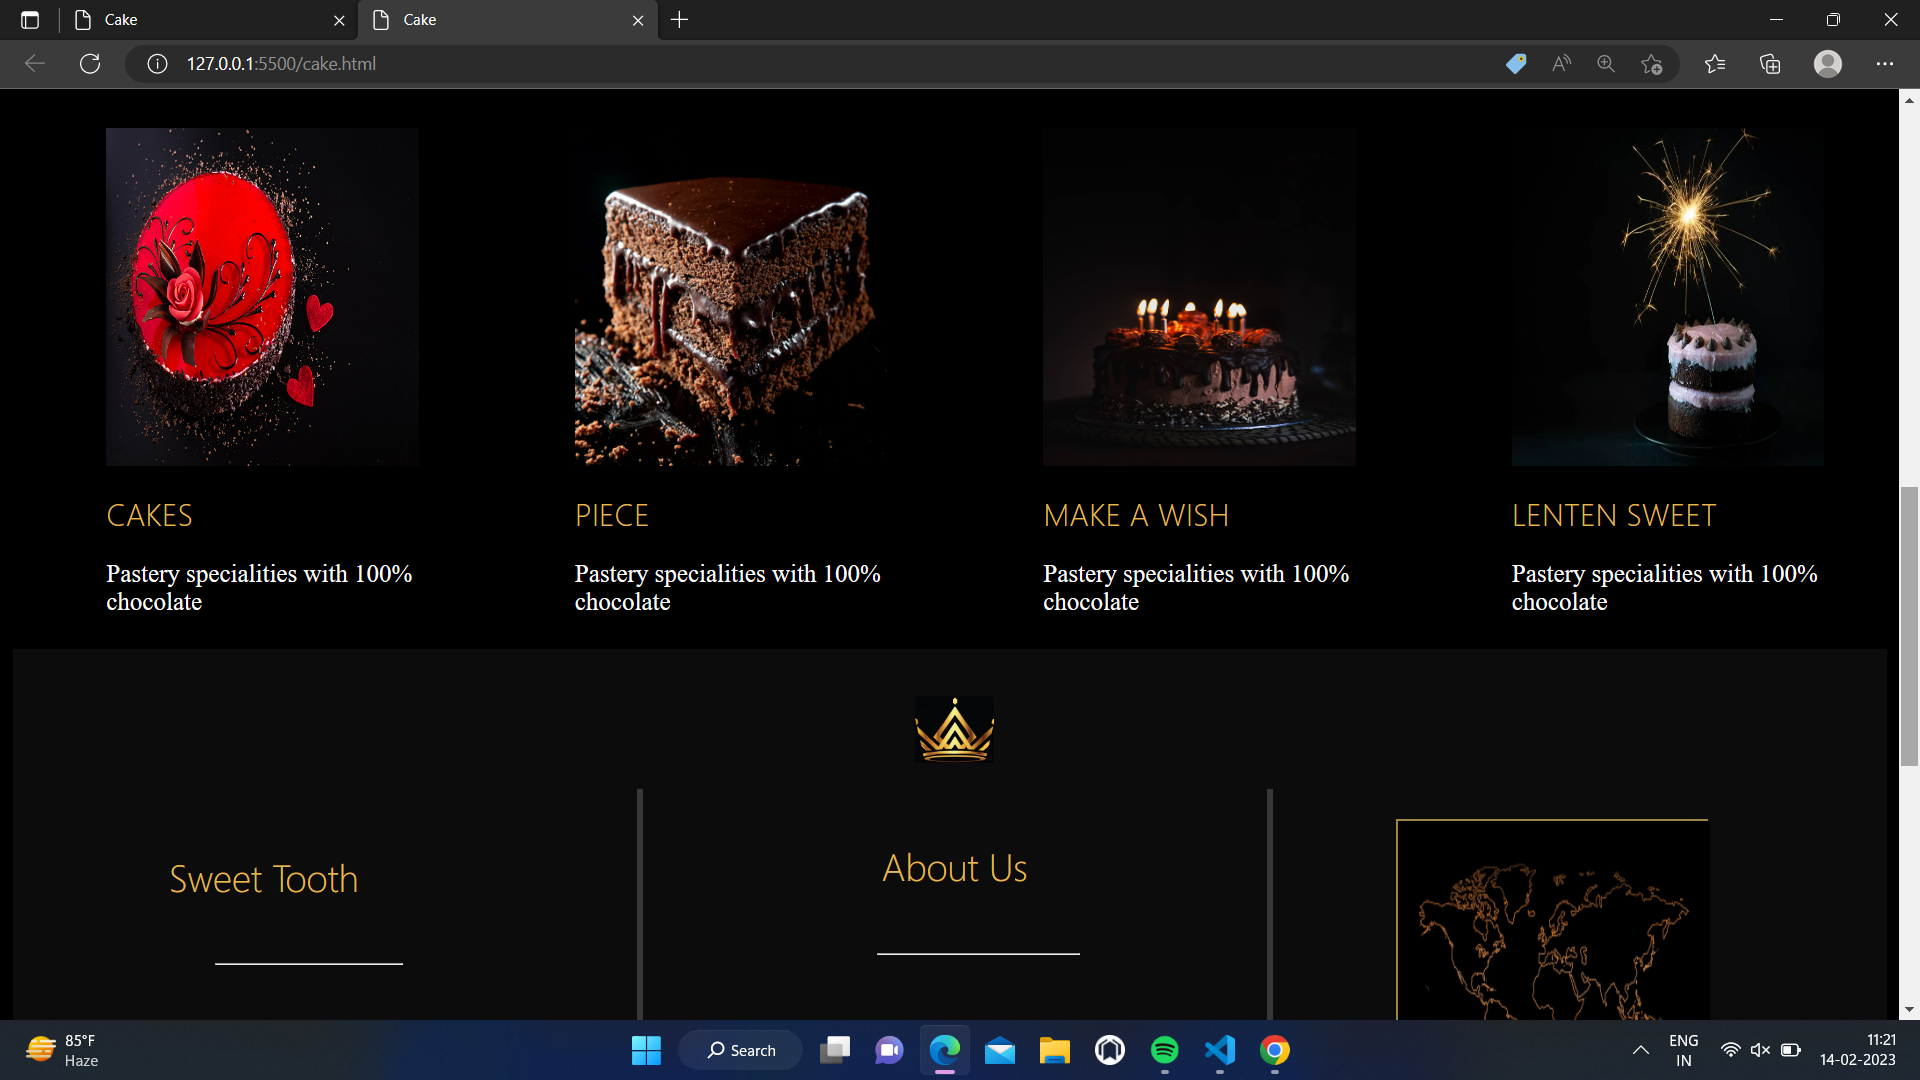 Cake
Cake
127.0.0.1:5500/cake.html
CAKES
PIECE
MAKE A WISH
LENTEN SWEET
Pastery specialities with 100%
chocolate
Pastery specialities with 100%
chocolate
Pastery specialities with 100%
chocolate
Pastery specialities with 100%
chocolate
Sweet Tooth
About Us
85°F
Haze
Search
ENG
IN
11:21
14-02-2023